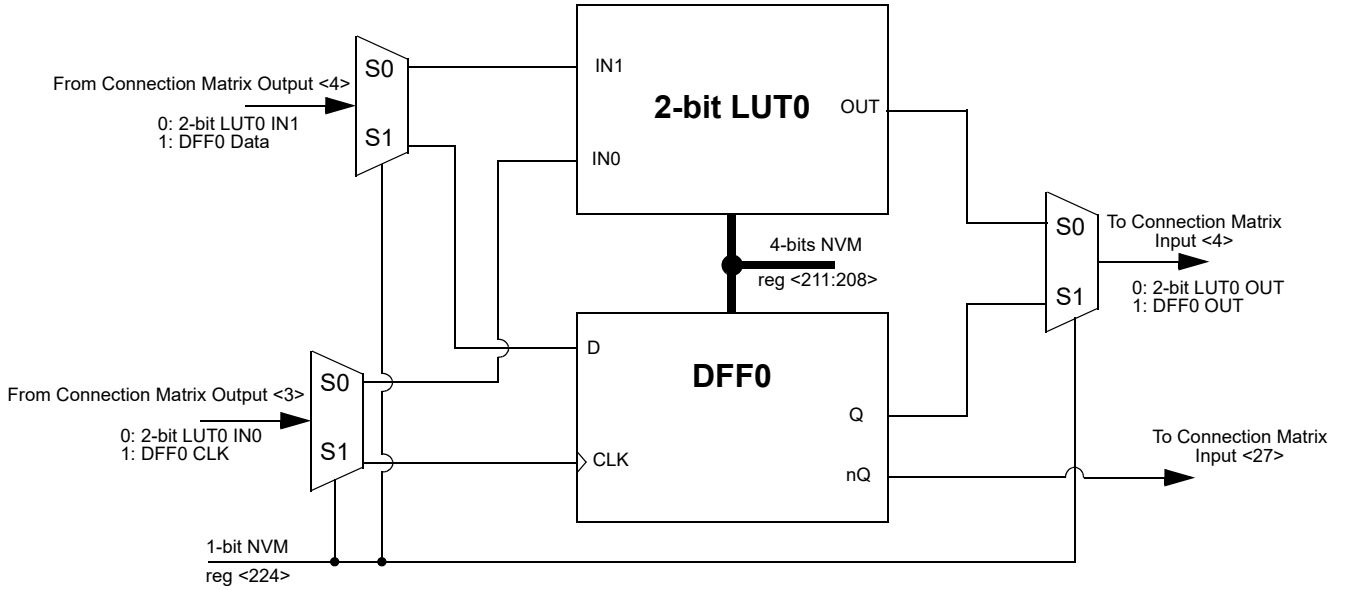 From Connection Matrix Output <4>
0: 2-bit LUT0 IN1
1: DFF0 Data
S0
S1
IN1
IN0
2-bit LUT0
OUT
4-bits NVM
reg <211:208>
S0
S1
To Connection Matrix
Input <4>
0: 2-bit LUT0 OUT
1: DFF0 OUT
From Connection Matrix Output <3>
0: 2-bit LUT0 IN0
1: DFF0 CLK
S0
S1
D
DFF0
CLK
Q
nQ
To Connection Matrix
Input <27>
1-bit NVM
reg <224>